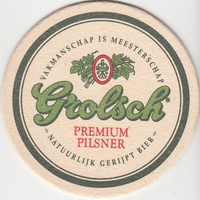 VAKMANSCHAP IS MEESTERSCHAP
Grolsch
PREMIUM
PILSNER
NATUURLIJK GERIJPT BIER